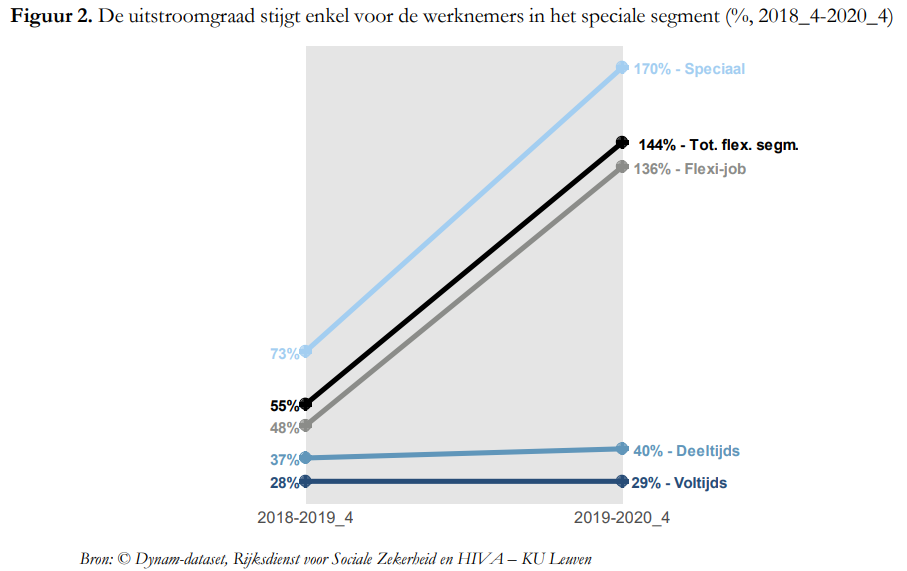 Figuur 2. De uitstroomgraad stijgt enkel voor de werknemers in het speciale segment (%, 2018_4-2020_4)
170% - Speciaal
144% - Tot. flex. segm.
136% - Flexi-job
73%
55%
48%
40% - Deeltijds
37%
28%
29% - Voltijds
2018-2019_4
2019-2020_4
Bron: © Dynam-dataset, Rijksdienst voor Sociale Zekerheid en HIVA – KU Leuven